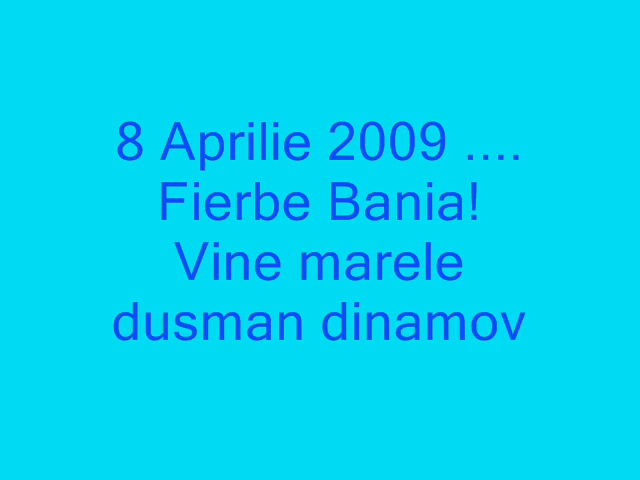 8 Aprilie 2009 ....
Fierbe Bania!
Vine marele
dusman dinamov